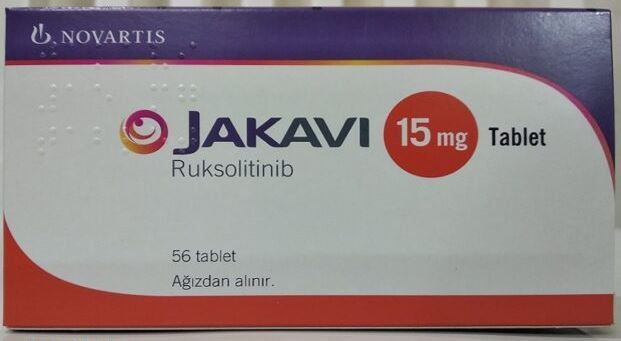 NOVARTIS
JAKAVI 15 mg Tablet
Ruksolitinib
56 tablet
Ağızdan alınır.